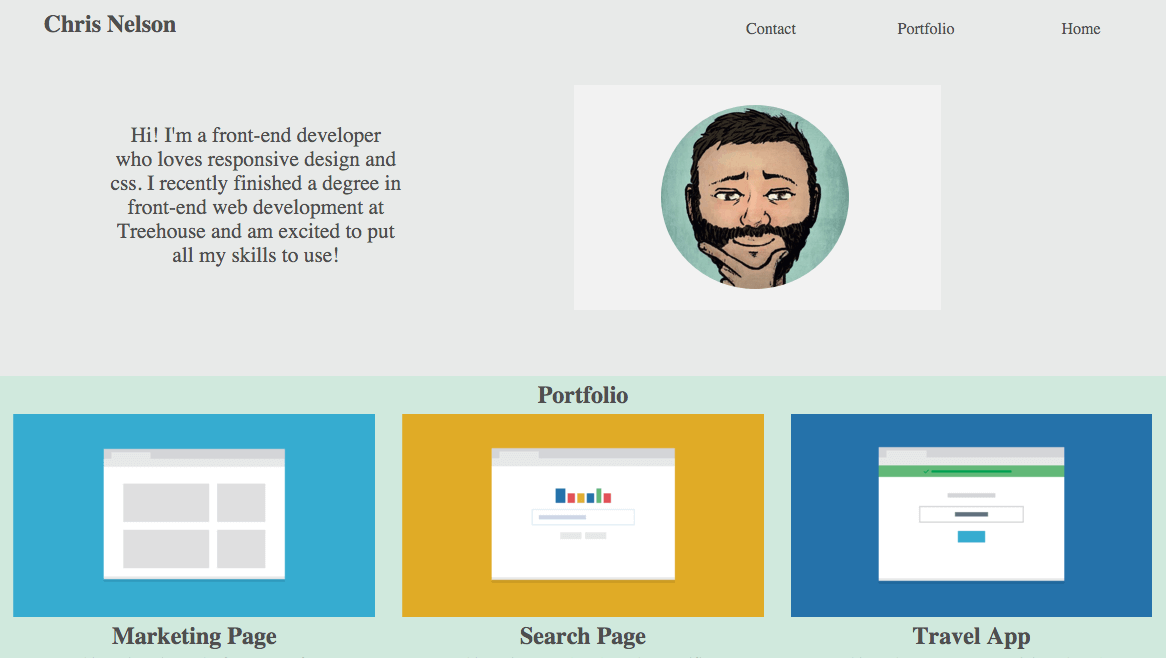 Chris Nelson
Contact Portfolio Home
Hi! I'm a front-end developer
who loves responsive design and
css. I recently finished a degree in
front-end web development at
Treehouse and am excited to put
all my skills to use!
Portfolio
Marketing Page Search Page Travel App